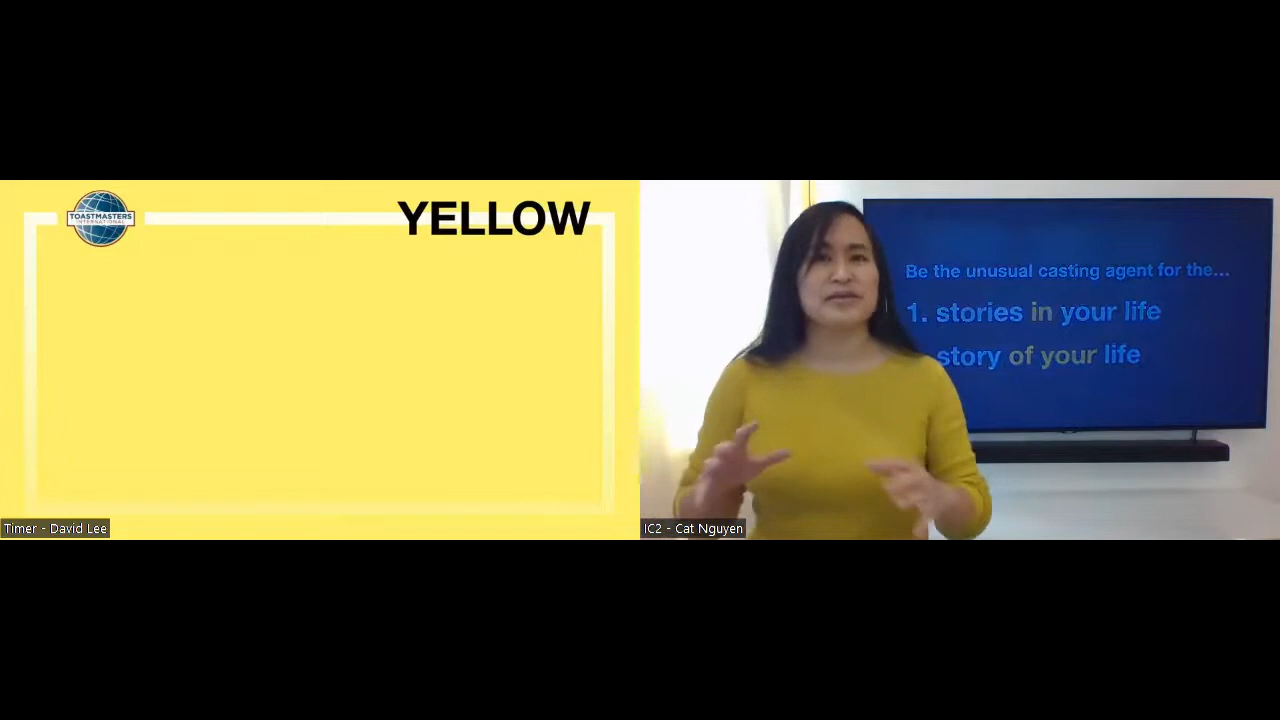 TOASTMASTERS
INTERNATIONAL
YELLOW
Timer - David Lee
Be the unusual casting agent for the...
1. stories in your life
story of your life
IC2 - Cat Nguyen